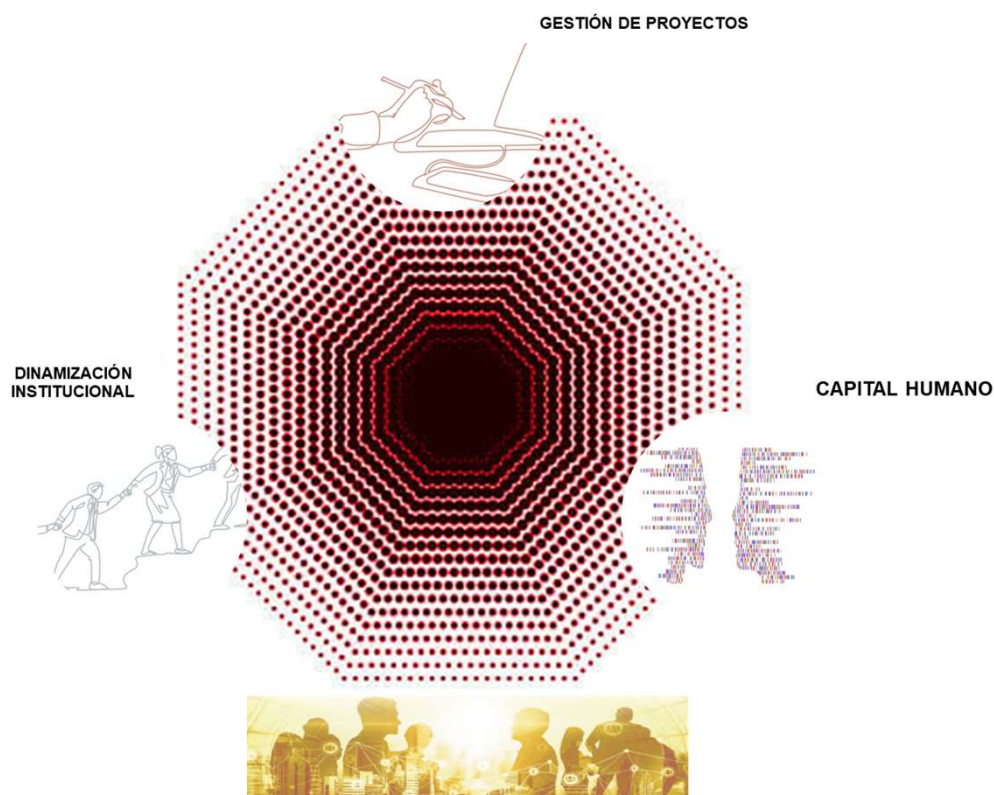 GESTIÓN DE PROYECTOS
DINAMIZACIÓN
INSTITUCIONAL
CAPITAL HUMANO